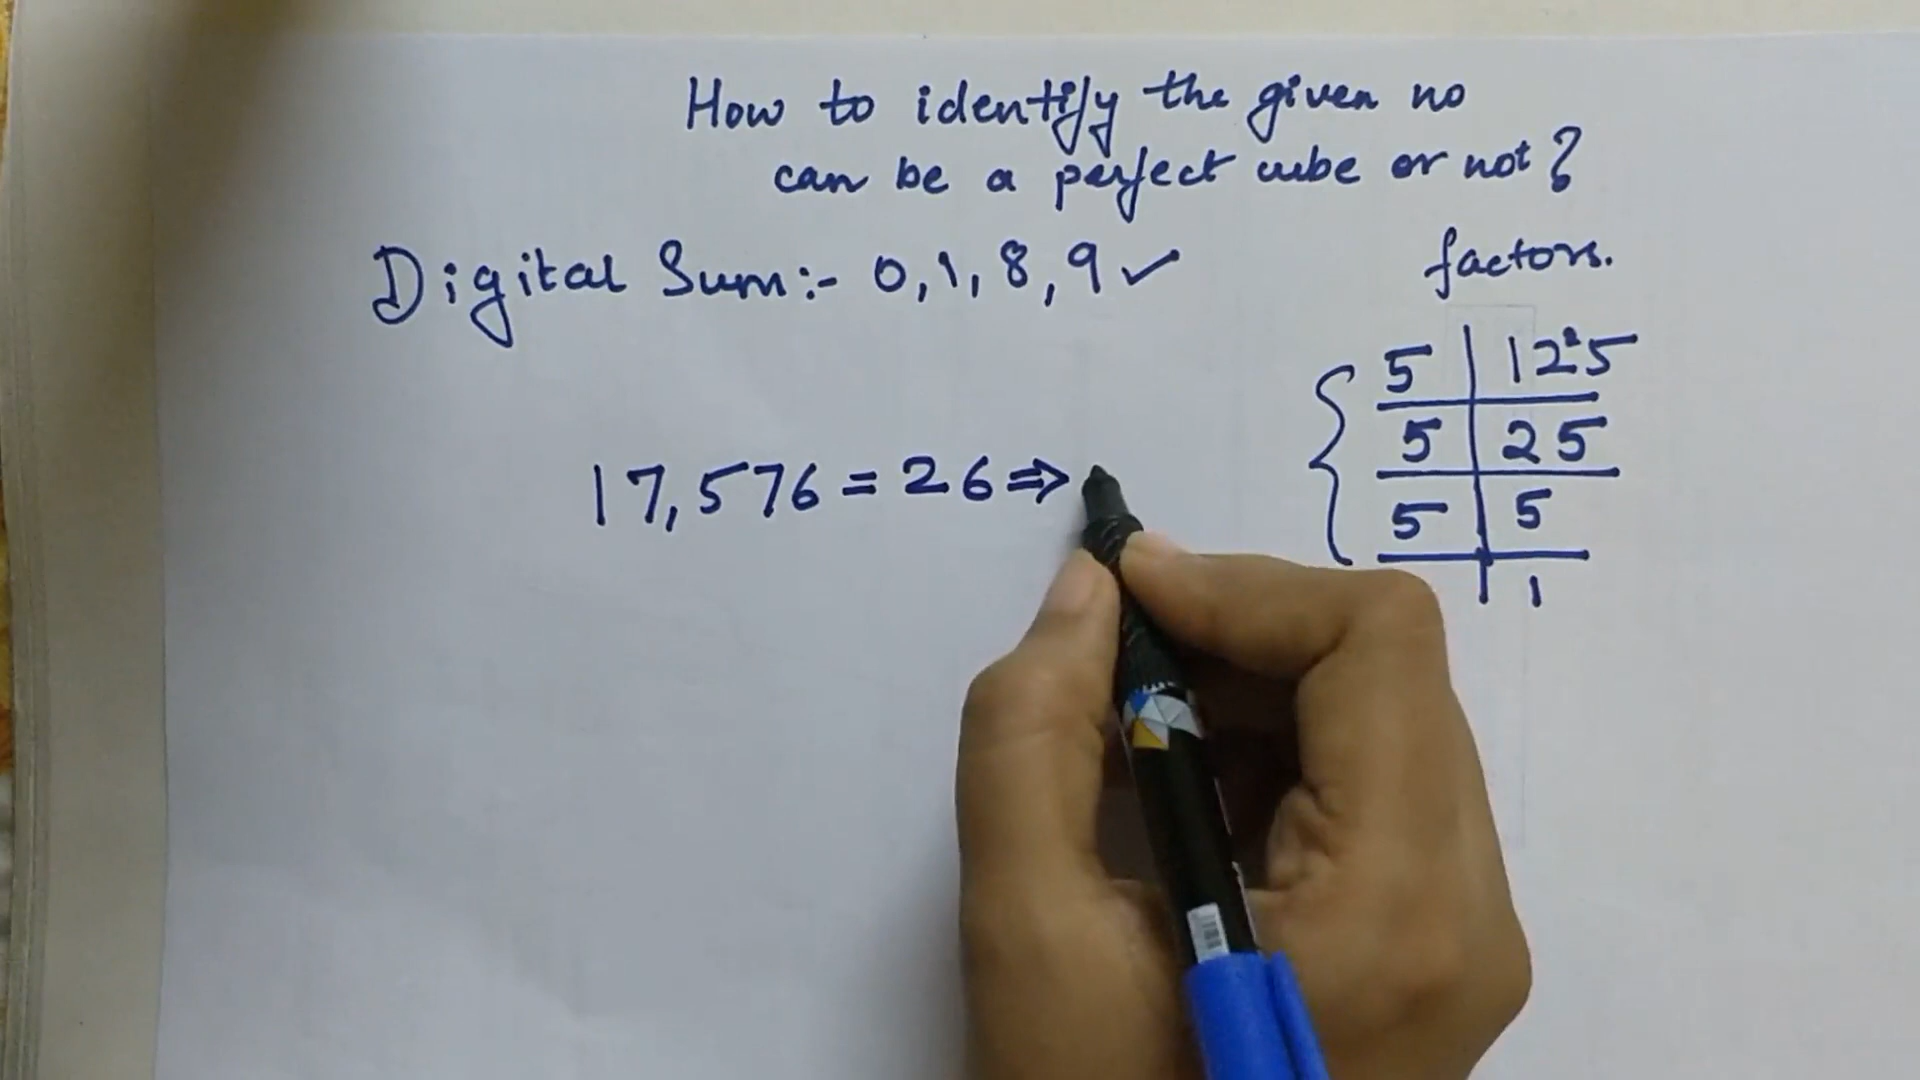 How to identify the given no
can be a perfect cube or not?
Digital Sum:- 0, 1, 8, 9 ✓
17,576 = 26 ⇒
factors.
5 | 125
5 | 25
5 | 5
| 1